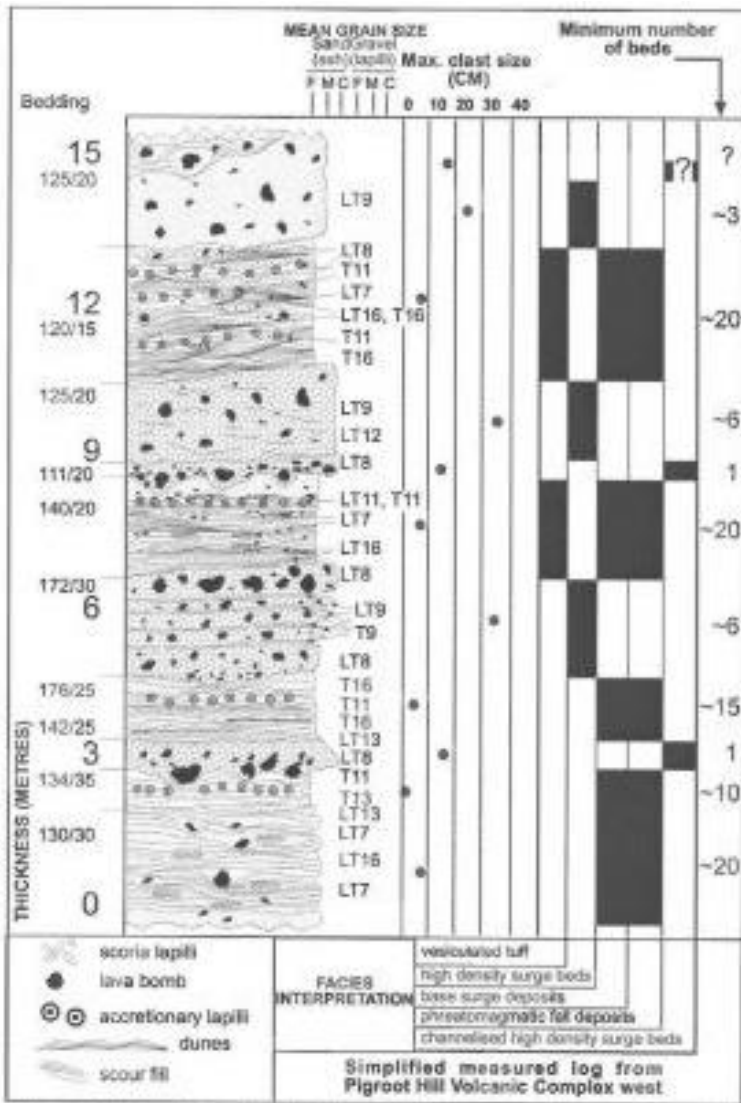 MEAN GRAIN SIZE
Sand Gravel
(ash) (lapilli)
F M C F M C
Max. clast size
(CM)
0 10 20 30 40
Minimum number
of beds
Bedding
15
125/20
?
?
LT9
~3
LT8
T11
LT7
12
LT16, T16
~20
120/15
T11
T16
125/20
LT9
~6
LT12
9
LT8
111/20
1
140/20
LT11, T11
LT7
~20
LT16
LT8
172/30
6
LT9
~6
T9
LT8
176/25
T16
T11
~15
T16
142/25
LT13
3
LT8
1
134/35
T11
T13
~10
LT13
130/30
LT7
LT16
~20
LT7
0
THICKNESS (METRES)
scoria lapilli
lava bomb
accretionary lapilli
dunes
scour fill
FACIES
INTERPRETATION
vesiculated tuff
high density surge beds
base surge deposits
phreatomagmatic fall deposits
channelised high density surge beds
Simplified measured log from
Pigroot Hill Volcanic Complex west